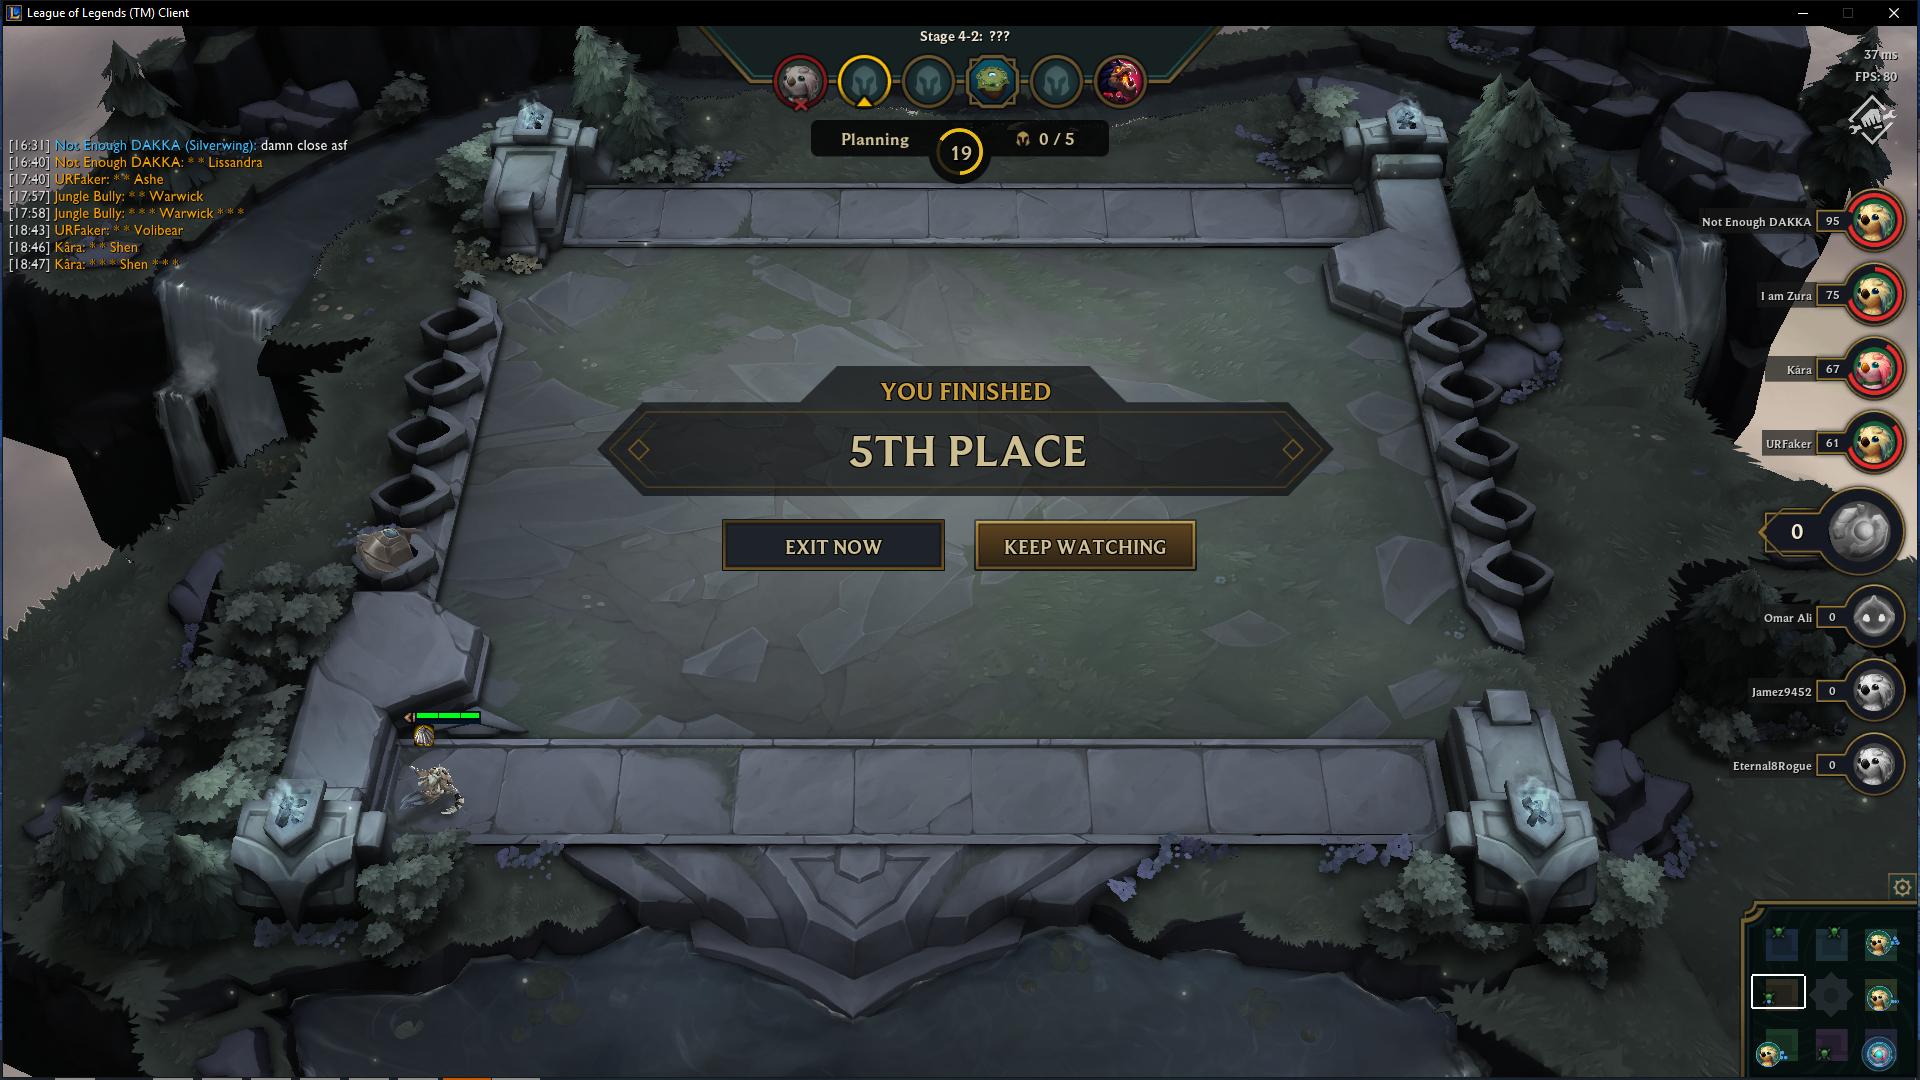 League of Legends (TM) Client
Stage 4-2: ???
37 ms
FPS: 80
Planning
19
0 / 5
[16:31] Not Enough DAKKA (Silverwing): damn close asf
[16:40] Not Enough DAKKA: * * Lissandra
[17:40] URFaker: * * Ashe
[17:57] Jungle Bully: * * Warwick
[17:58] Jungle Bully: * * * Warwick * * *
[18:43] URFaker: * * Volibear
[18:46] Kâra: * * Shen
[18:47] Kâra: * * * Shen * * *
Not Enough DAKKA 95
I am Zura 75
Kâra 67
URFaker 61
0
Omar Ali 0
Jamez9452 0
Eternal8Rogue 0
YOU FINISHED
5TH PLACE
EXIT NOW
KEEP WATCHING